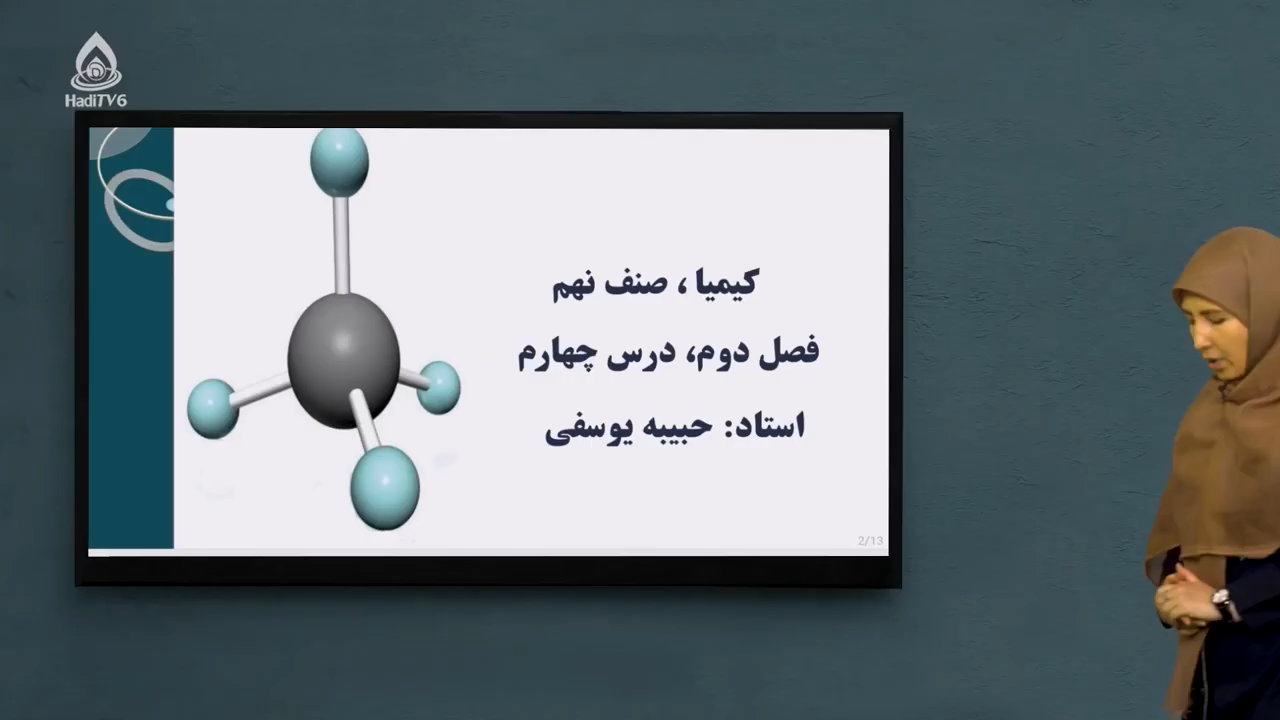 HadiTV6
کیمیا ، صنف نهم
فصل دوم، درس چهارم
استاد: حبیبه یوسفی
2/13